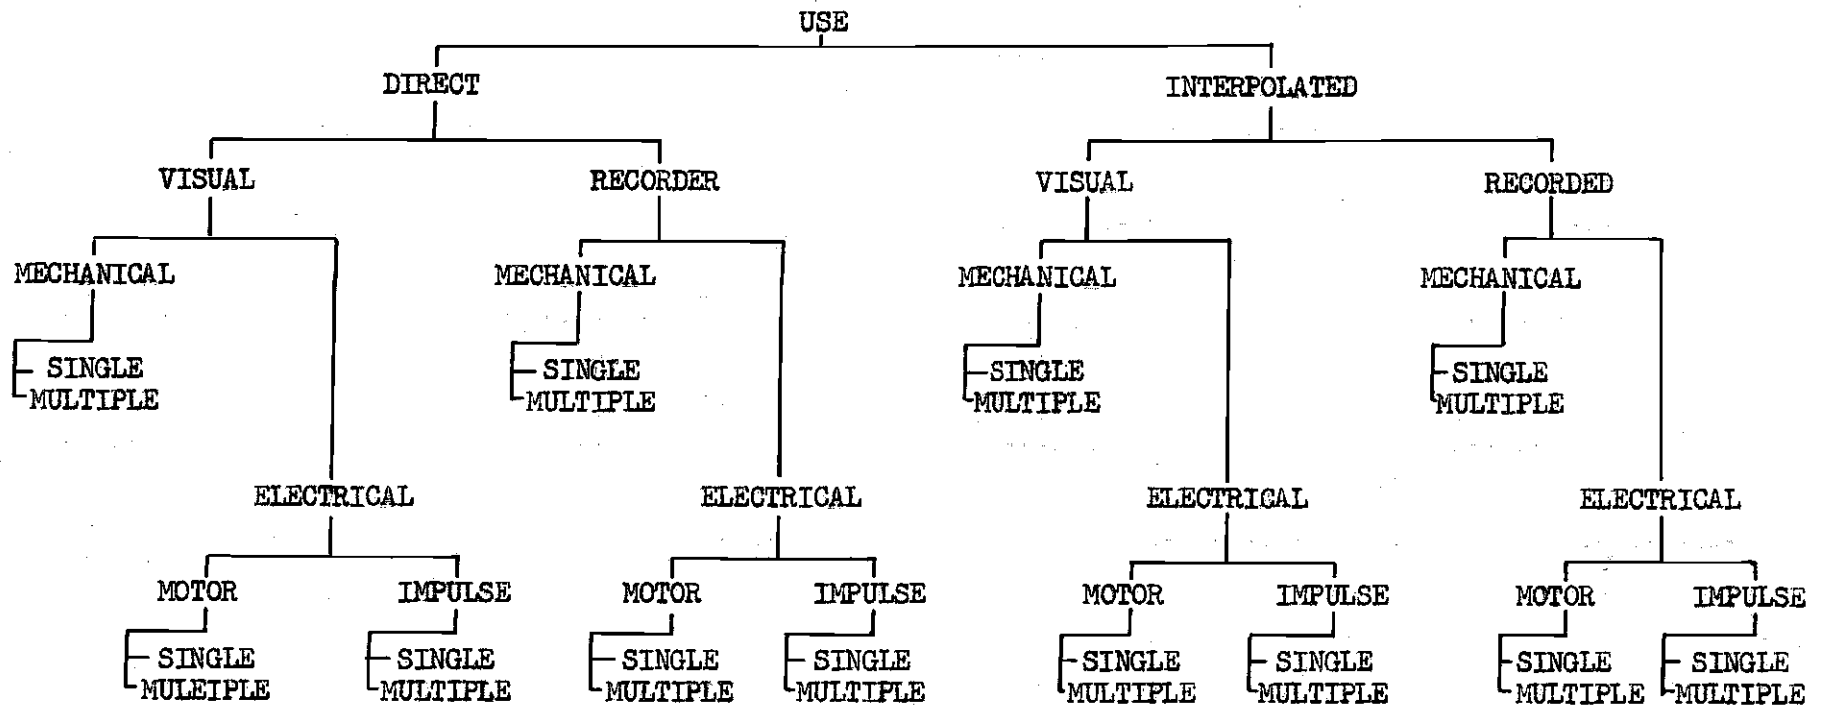 USE
DIRECT INTERPOLATED
VISUAL RECORDER VISUAL RECORDED
MECHANICAL MECHANICAL MECHANICAL MECHANICAL
SINGLE SINGLE SINGLE SINGLE
MULTIPLE MULTIPLE MULTIPLE MULTIPLE
ELECTRICAL ELECTRICAL ELECTRICAL ELECTRICAL
MOTOR IMPULSE MOTOR IMPULSE MOTOR IMPULSE MOTOR IMPULSE
SINGLE SINGLE SINGLE SINGLE SINGLE SINGLE SINGLE SINGLE
MULEIPLE MULTIPLE MULTIPLE MULTIPLE MULTIPLE MULTIPLE MULTIPLE MULTIPLE